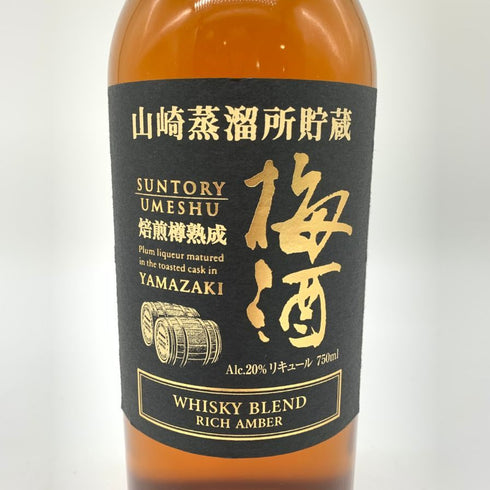 山崎蒸溜所貯蔵
SUNTORY
UMESHU
焙煎樽熟成
Plum liqueur matured
in the toasted cask in
YAMAZAKI
梅酒
Alc.20% リキュール 750ml
WHISKY BLEND
RICH AMBER